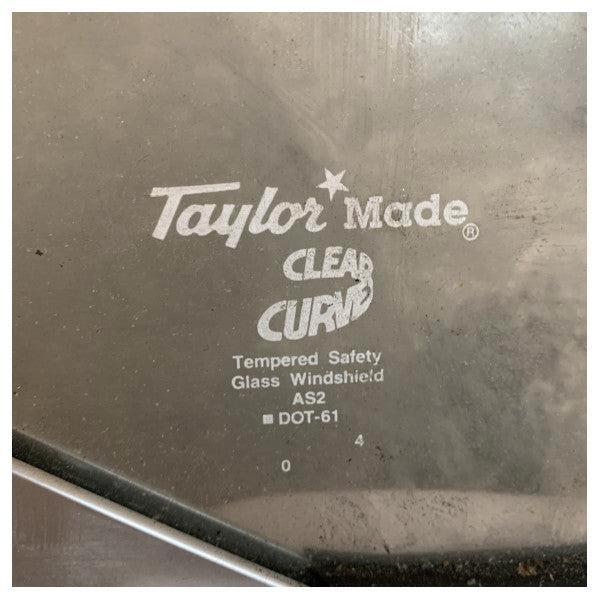 Taylor Made®
CLEAR
CURVE
Tempered Safety
Glass Windshield
AS2
■ DOT-61
4
0